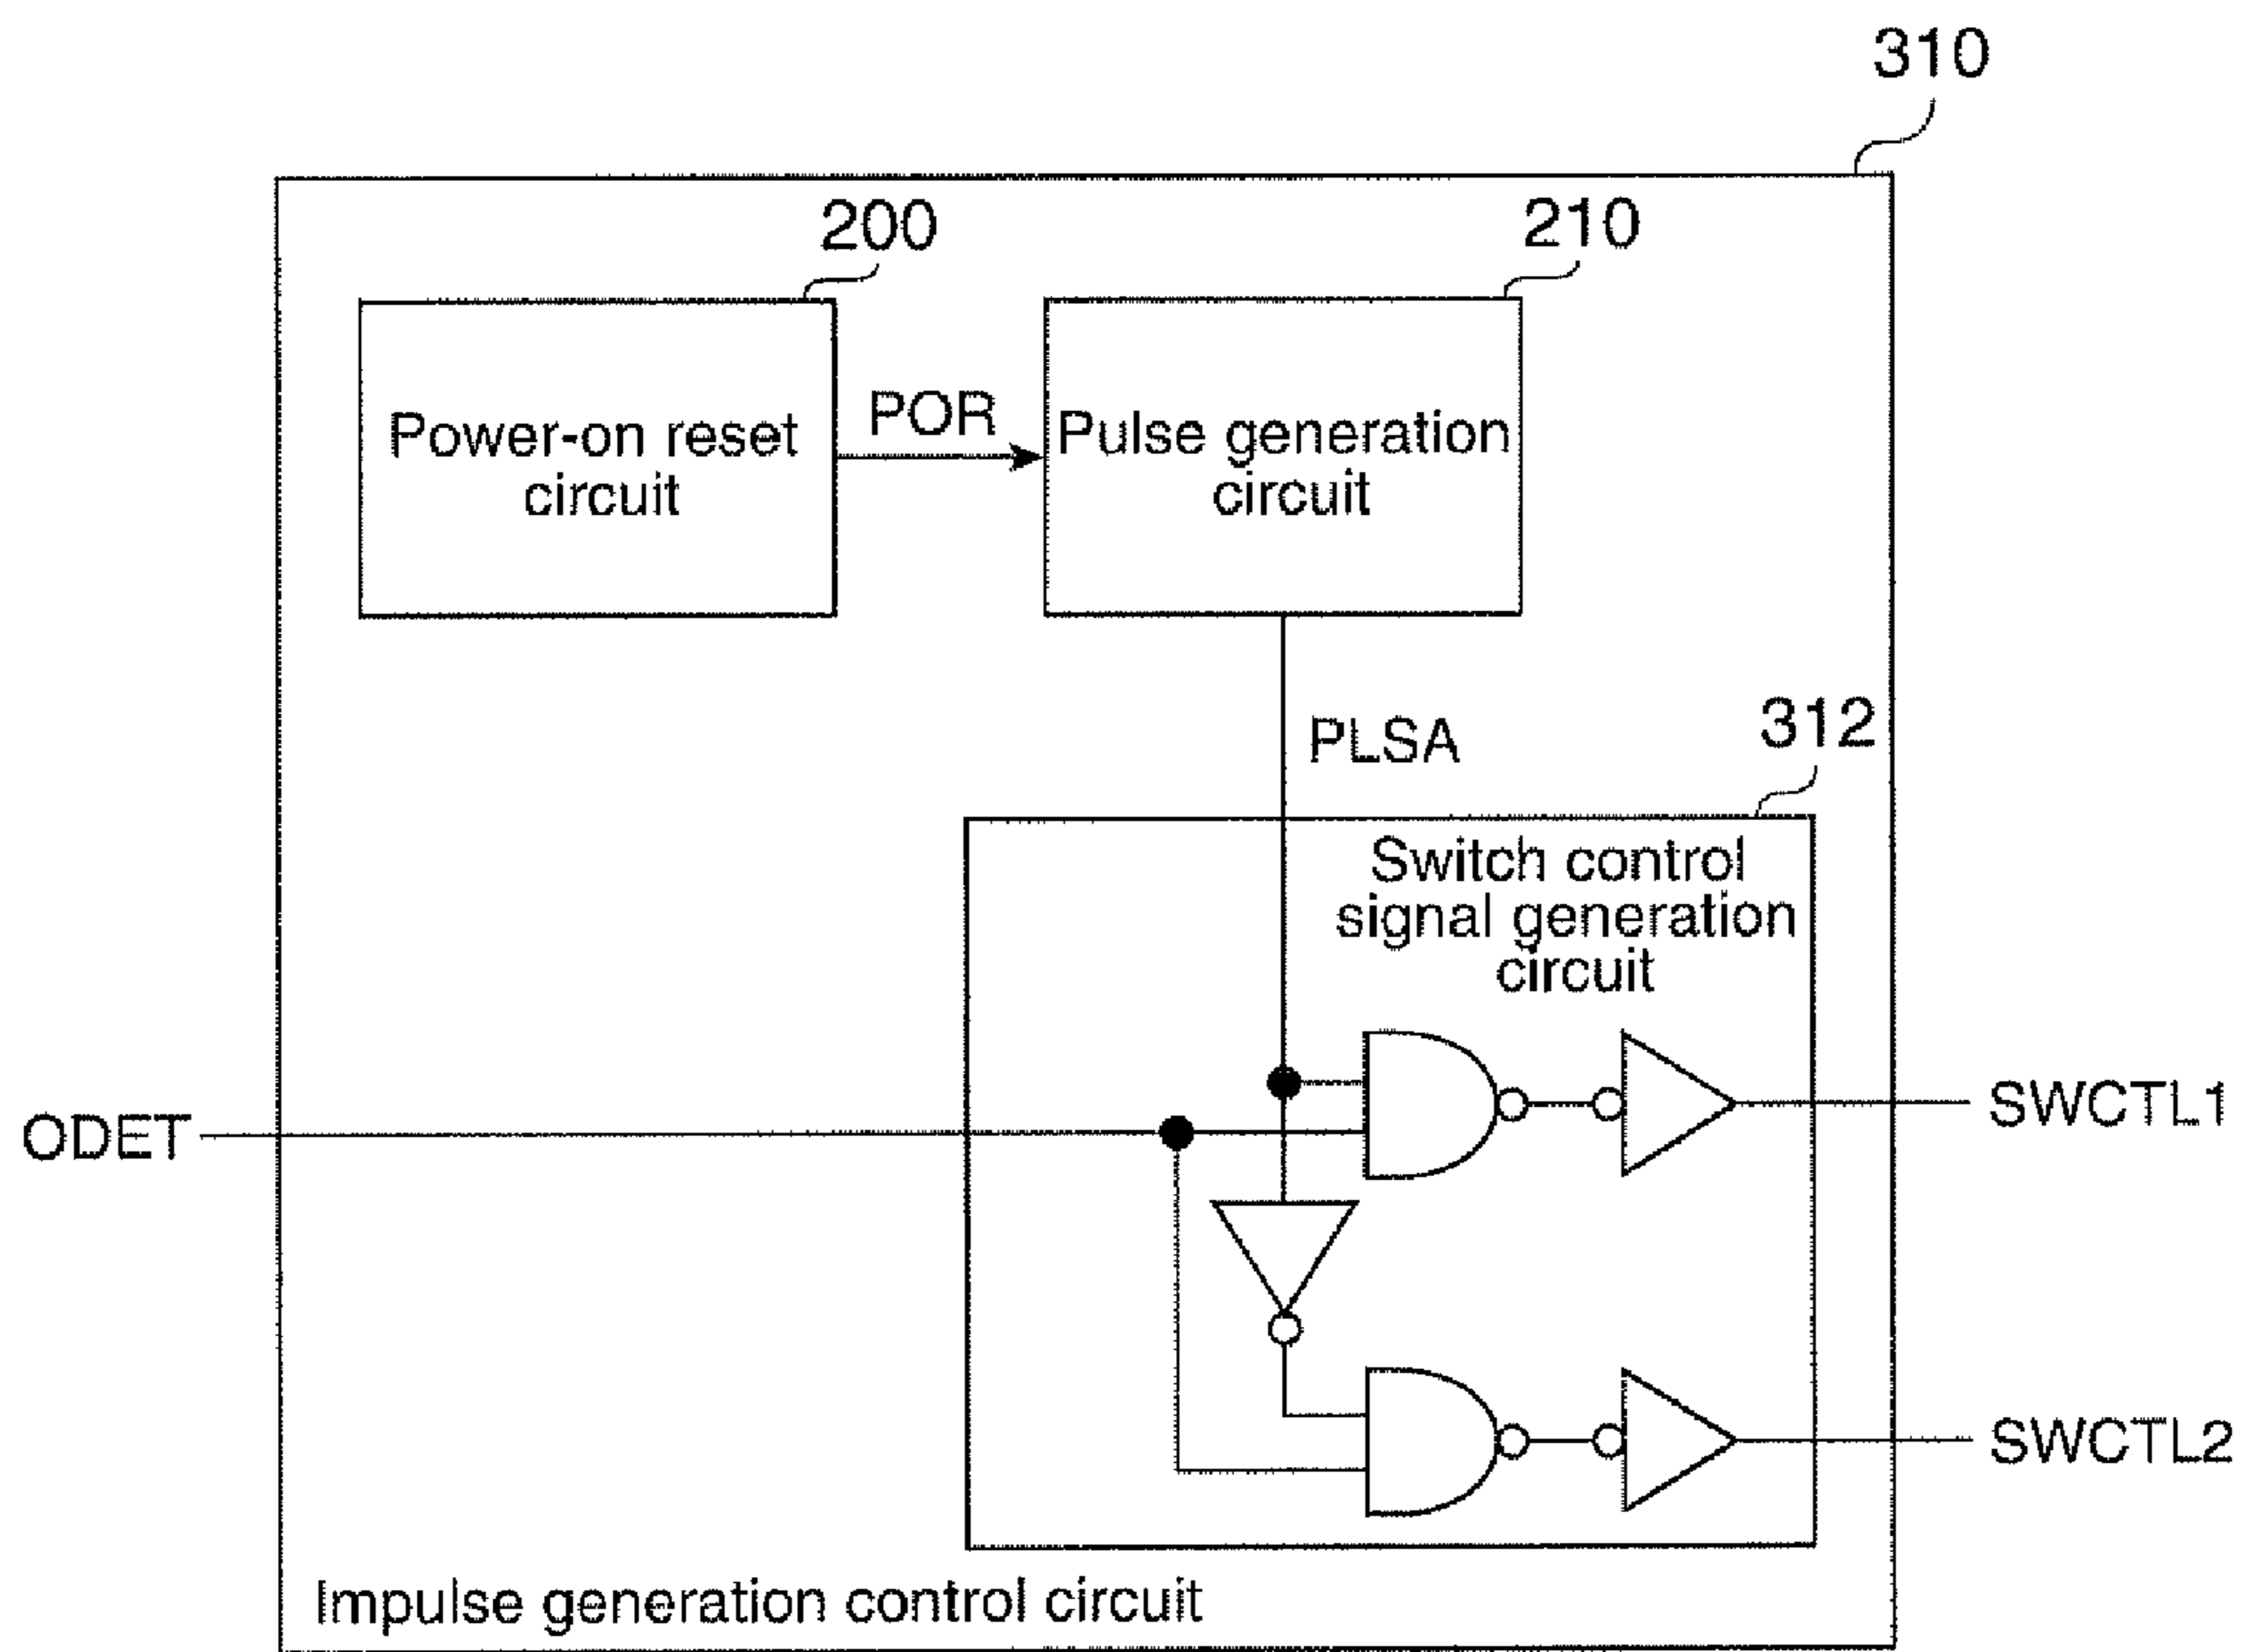 310
200
210
Power-on reset
circuit
POR
Pulse generation
circuit
PLSA
312
Switch control
signal generation
circuit
ODET
SWCTL1
SWCTL2
Impulse generation control circuit